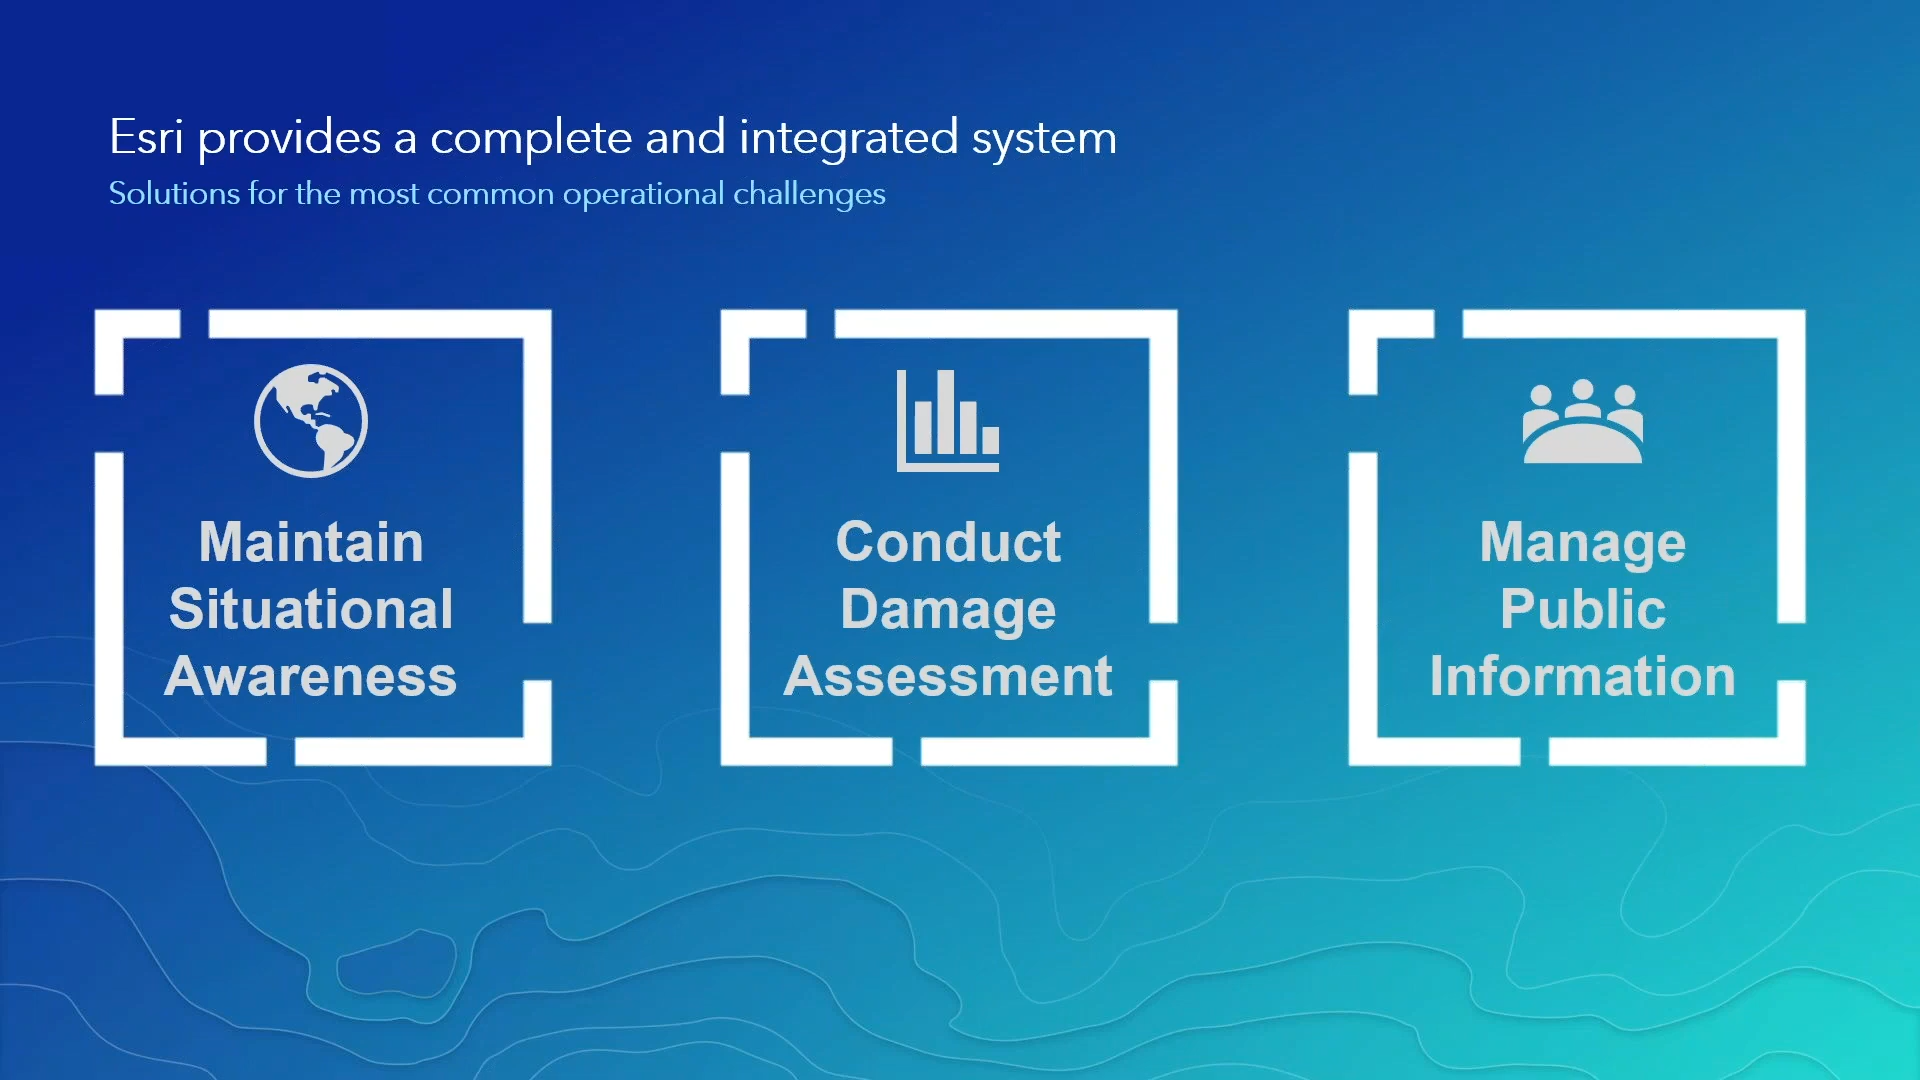 Esri provides a complete and integrated system
Solutions for the most common operational challenges
Maintain
Situational
Awareness
Conduct
Damage
Assessment
Manage
Public
Information